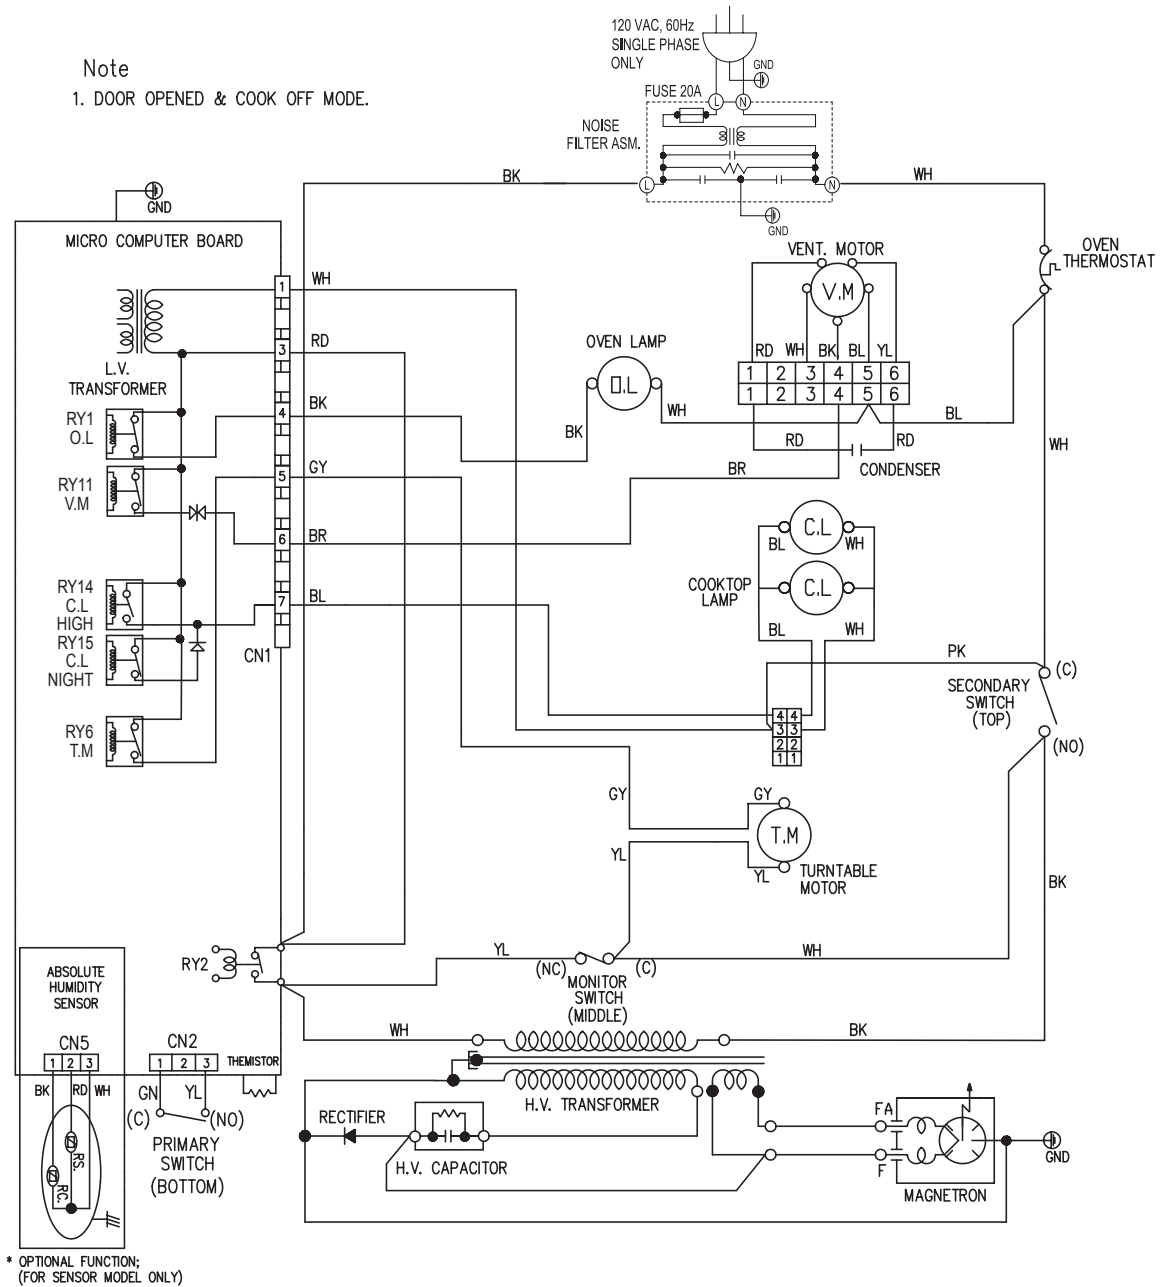 120 VAC, 60Hz
SINGLE PHASE
ONLY
GND
Note
1. DOOR OPENED & COOK OFF MODE.
FUSE 20A
L
N
NOISE
FILTER ASM.
L
N
GND
BK
WH
GND
MICRO COMPUTER BOARD
VENT. MOTOR
V.M
OVEN
THERMOSTAT
1
WH
L.V.
TRANSFORMER
3
RD
OVEN LAMP
O.L
RD
WH
BK
BL
YL
1 2 3 4 5 6
1 2 3 4 5 6
RY1
O.L
4
BK
BK
WH
BL
RD
RD
CONDENSER
WH
RY11
V.M
5
GY
BR
6
BR
C.L
BL
WH
COOKTOP
LAMP
C.L
BL
WH
RY14
C.L
HIGH
7
BL
RY15
C.L
NIGHT
CN1
PK
(C)
SECONDARY
SWITCH
(TOP)
(NO)
4 4
3 3
2 2
1 1
RY6
T.M
GY
GY
T.M
YL
YL
TURNTABLE
MOTOR
BK
RY2
YL
(NC)
(C)
WH
MONITOR
SWITCH
(MIDDLE)
ABSOLUTE
HUMIDITY
SENSOR
WH
BK
CN5
1 2 3
CN2
1 2 3
THEMISTOR
BK
RD
WH
GN
YL
(C)
(NO)
PRIMARY
SWITCH
(BOTTOM)
RS.
RC.
H.V. TRANSFORMER
RECTIFIER
H.V. CAPACITOR
FA
F
MAGNETRON
GND
* OPTIONAL FUNCTION;
(FOR SENSOR MODEL ONLY)